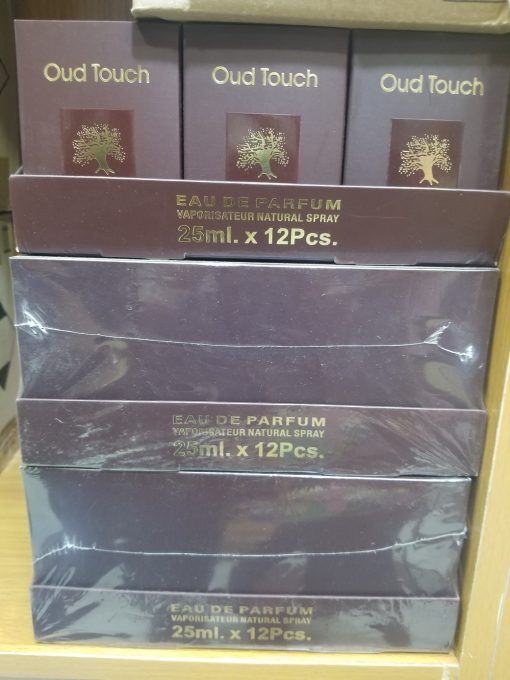 Oud Touch Oud Touch Oud Touch
EAU DE PARFUM
VAPORISATEUR NATURAL SPRAY
25ml. x 12Pcs.
EAU DE PARFUM
VAPORISATEUR NATURAL SPRAY
25ml. x 12Pcs.
EAU DE PARFUM
VAPORISATEUR NATURAL SPRAY
25ml. x 12Pcs.